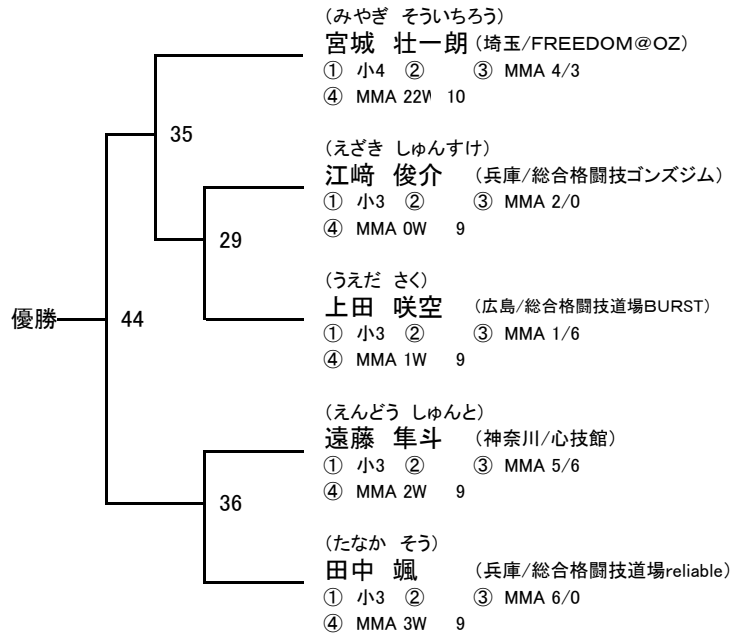 （みやぎ そういちろう）
宮城 壮一朗 （埼玉/FREEDOM＠OZ）
① 小4 ② ③ MMA 4/3
④ MMA 22W 10
35
（えざき しゅんすけ）
江﨑 俊介 （兵庫/総合格闘技ゴンズジム）
① 小3 ② ③ MMA 2/0
④ MMA 0W 9
29
（うえだ さく）
上田 咲空 （広島/総合格闘技道場BURST）
① 小3 ② ③ MMA 1/6
④ MMA 1W 9
優勝 44
（えんどう しゅんと）
遠藤 隼斗 （神奈川/心技館）
① 小3 ② ③ MMA 5/6
④ MMA 2W 9
36
（たなか そう）
田中 颯 （兵庫/総合格闘技道場reliable）
① 小3 ② ③ MMA 6/0
④ MMA 3W 9